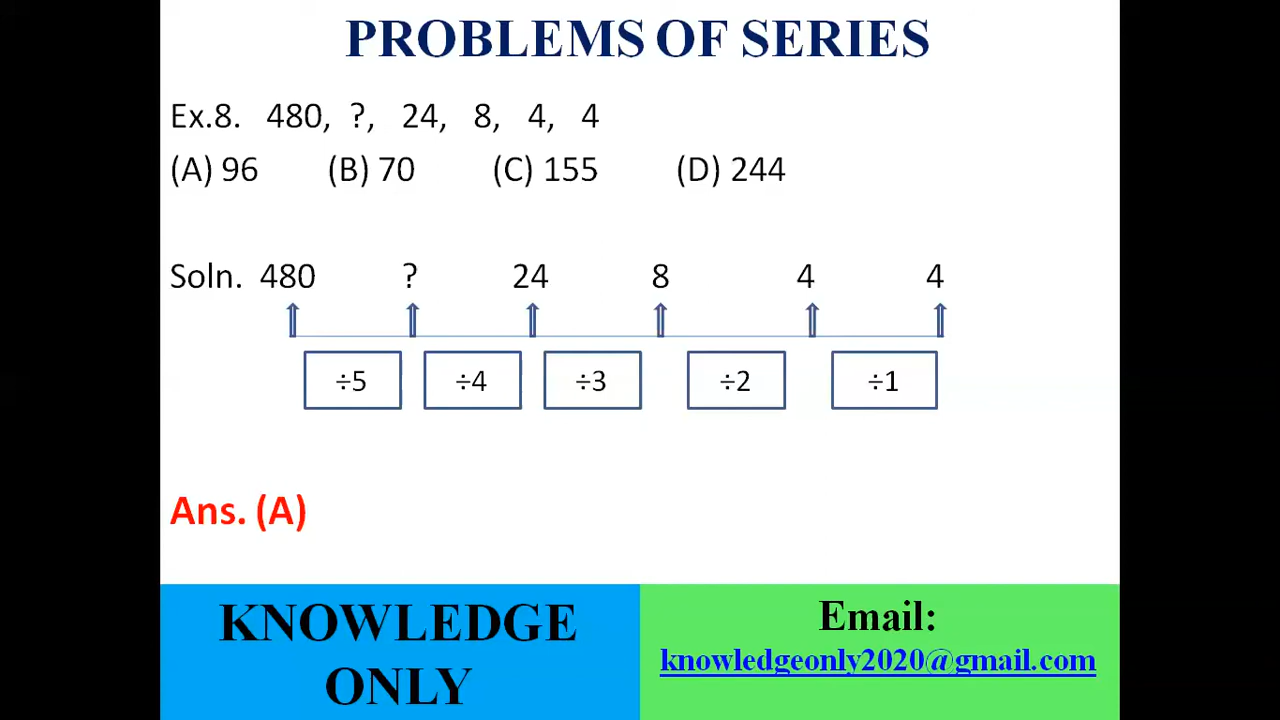 PROBLEMS OF SERIES
Ex.8. 480, ?, 24, 8, 4, 4
(A) 96 (B) 70 (C) 155 (D) 244
Soln. 480 ? 24 8 4 4
÷5 ÷4 ÷3 ÷2 ÷1
Ans. (A)
KNOWLEDGE
ONLY
Email:
knowledgeonly2020@gmail.com